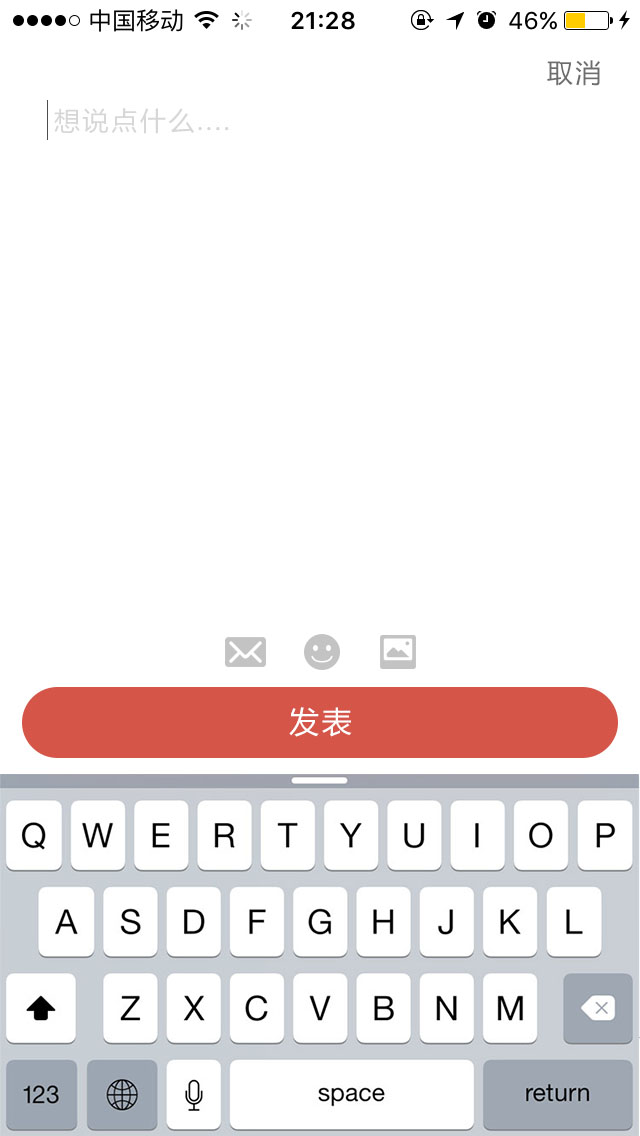 中国移动 21:28 46%
取消
想说点什么....
发表
Q W E R T Y U I O P
A S D F G H J K L
Z X C V B N M
123 space return